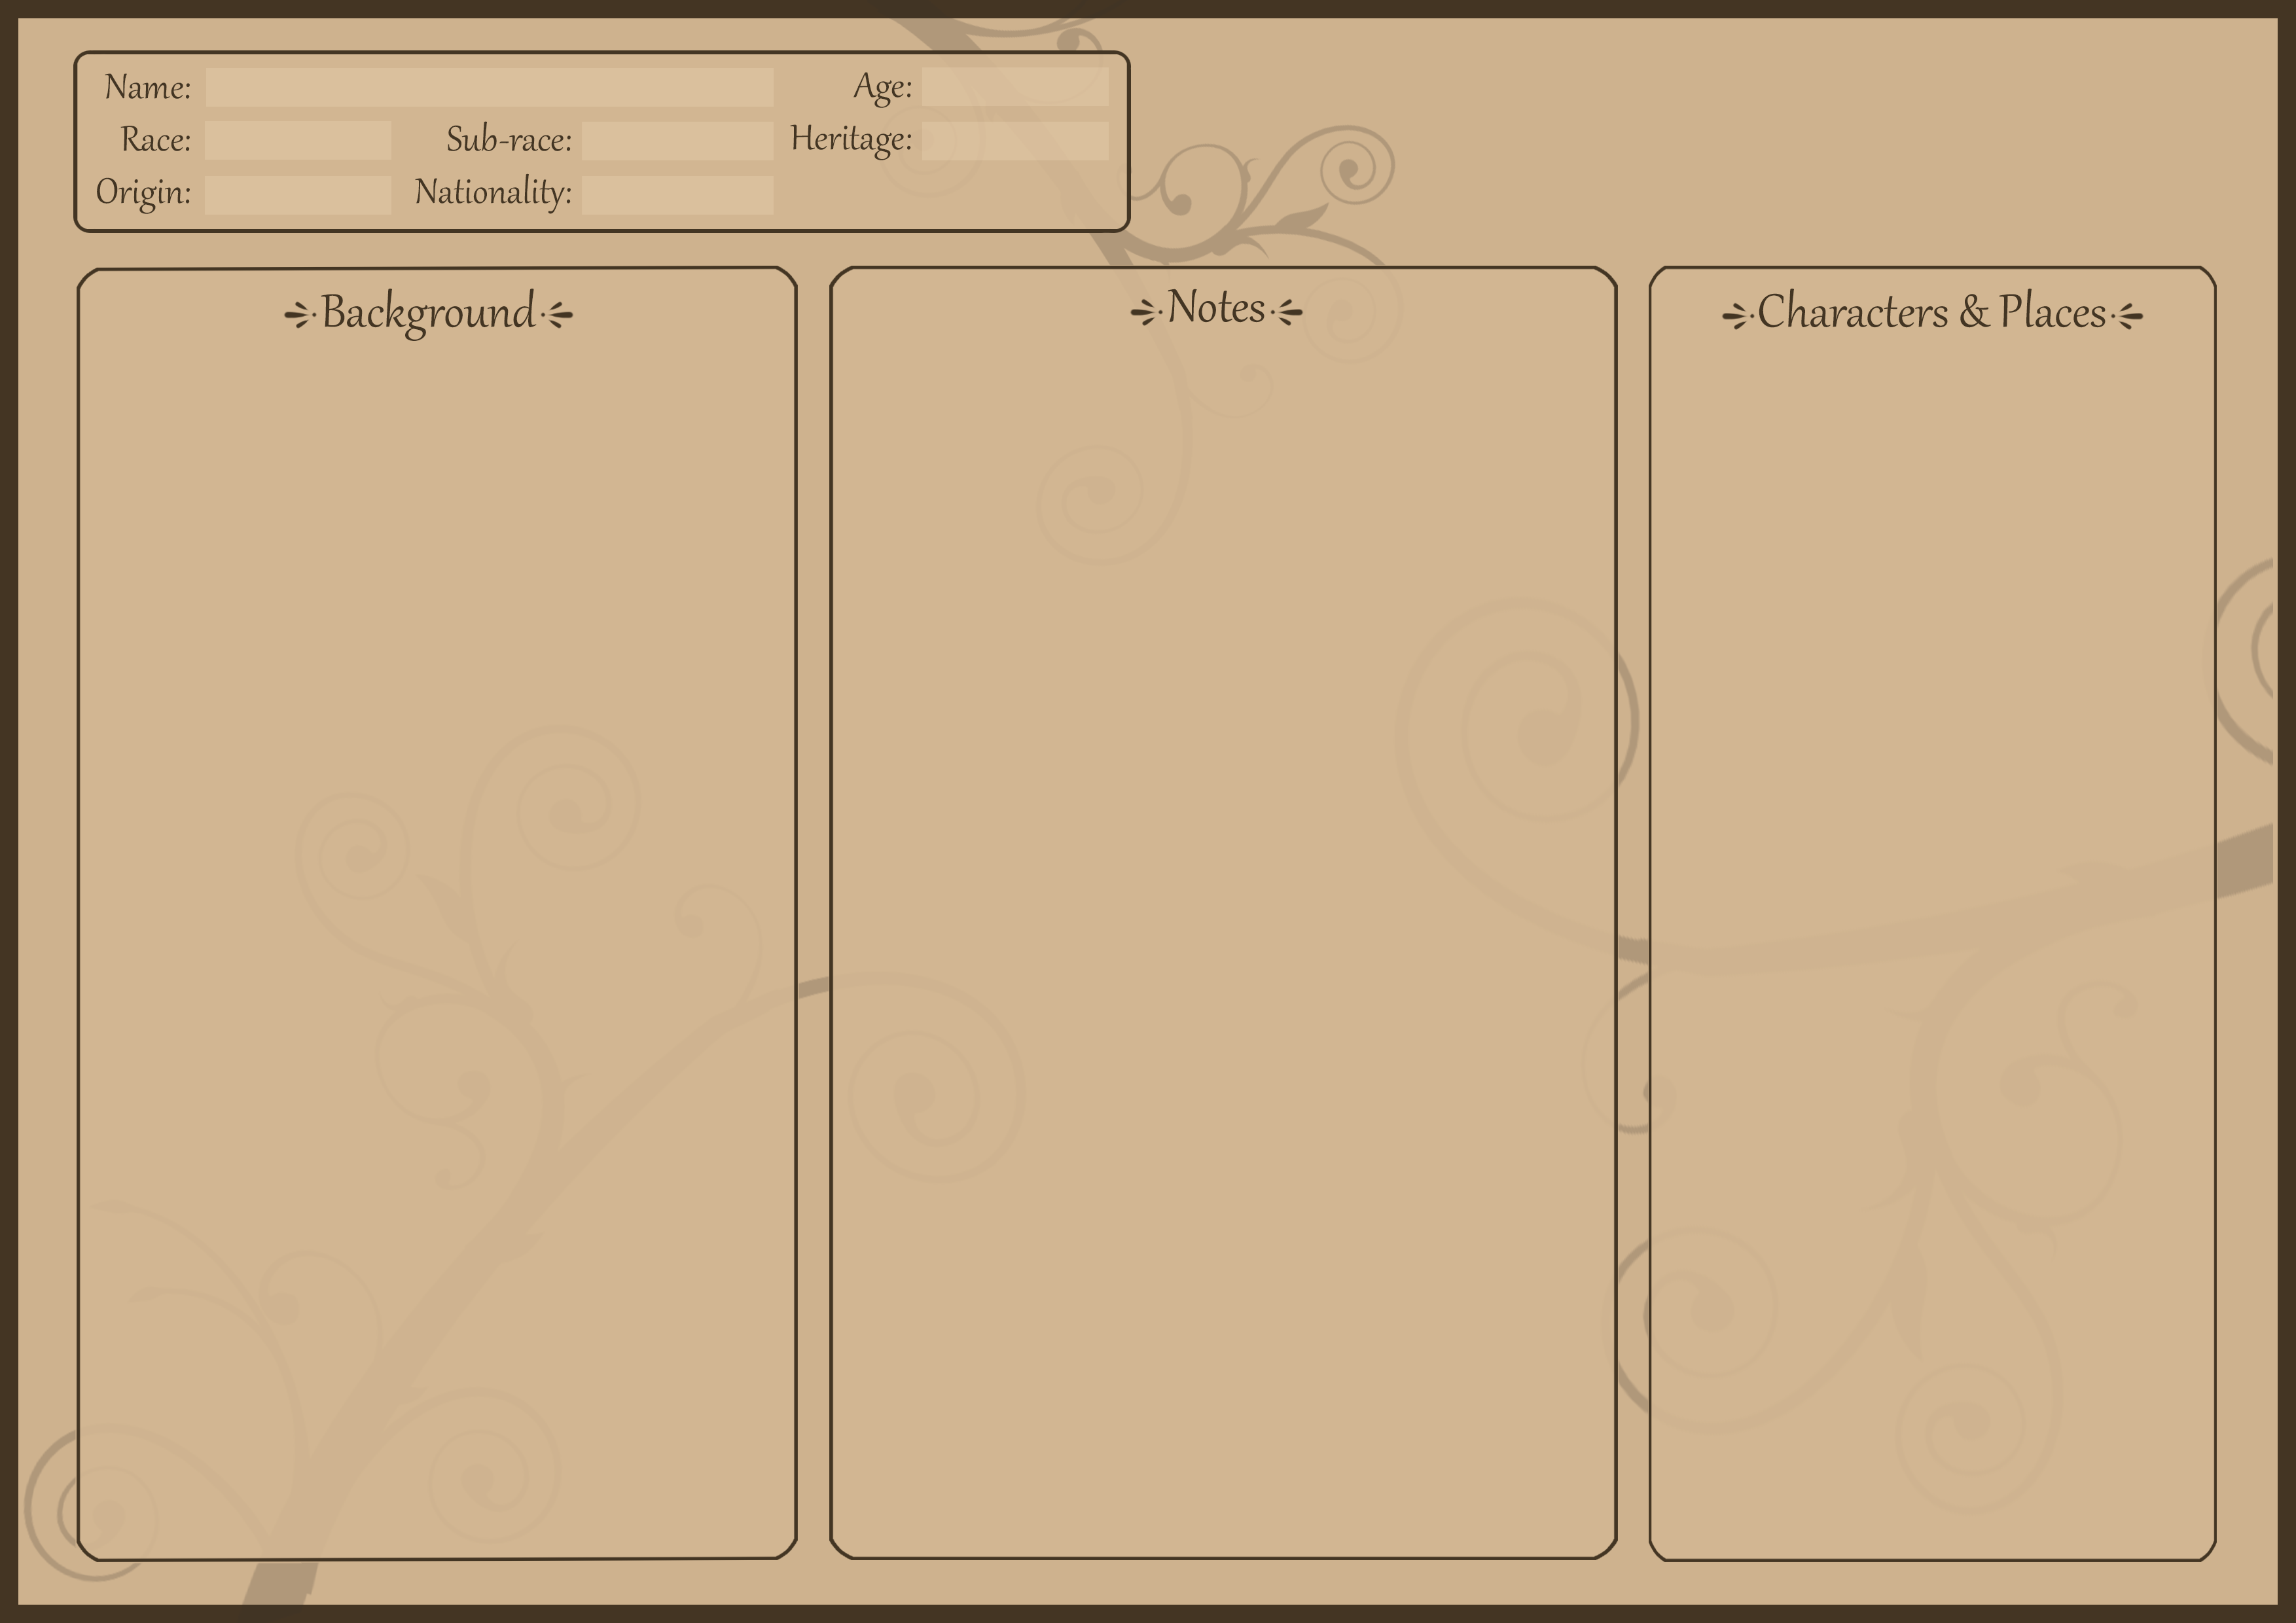 Name: Age:
Race: Sub-race: Heritage:
Origin: Nationality:
Background
Notes
Characters & Places